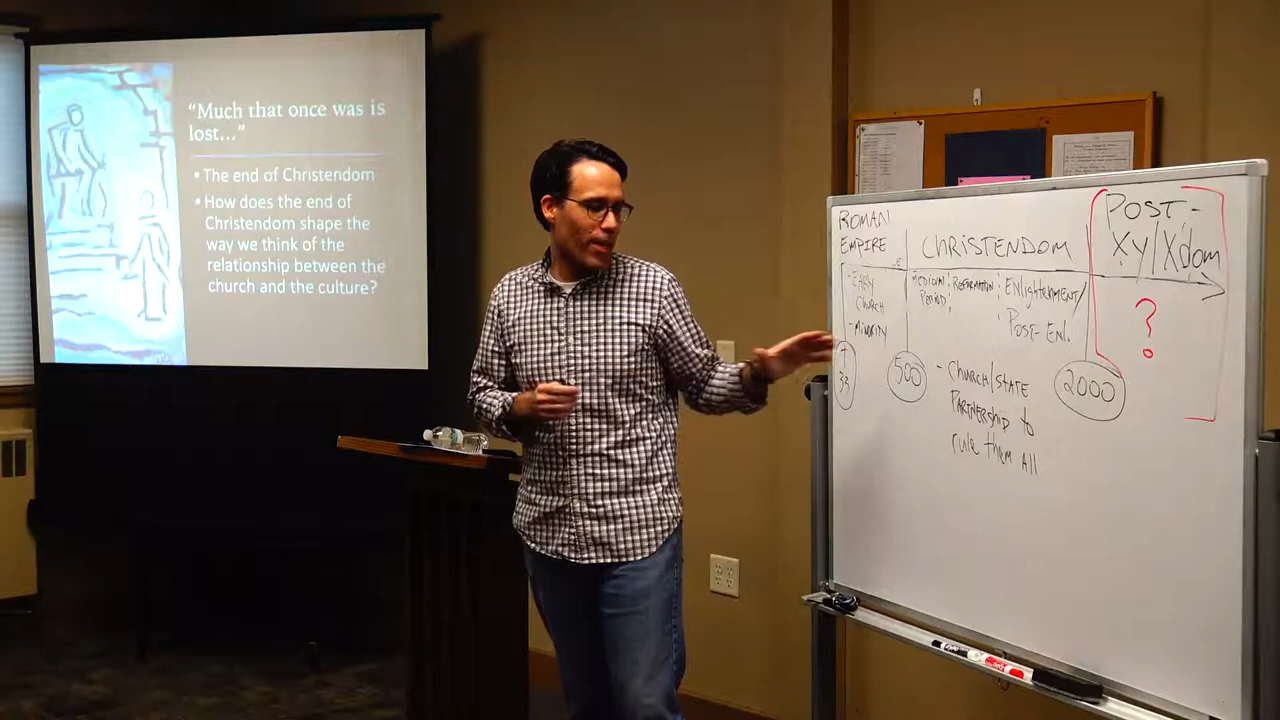 “Much that once was is
lost…”
• The end of Christendom
• How does the end of
Christendom shape the
way we think of the
relationship between the
church and the culture?
ROMAN
EMPIRE
CHRISTENDOM
POST-
Xy/Xdom
- EARLY
CHURCH
- MINORITY
MEDIEVAL
PERIOD
REFORMATION
ENLIGHTENMENT/
POST-ENL.
?
33
500
2000
- CHURCH/STATE
PARTNERSHIP to
rule them All